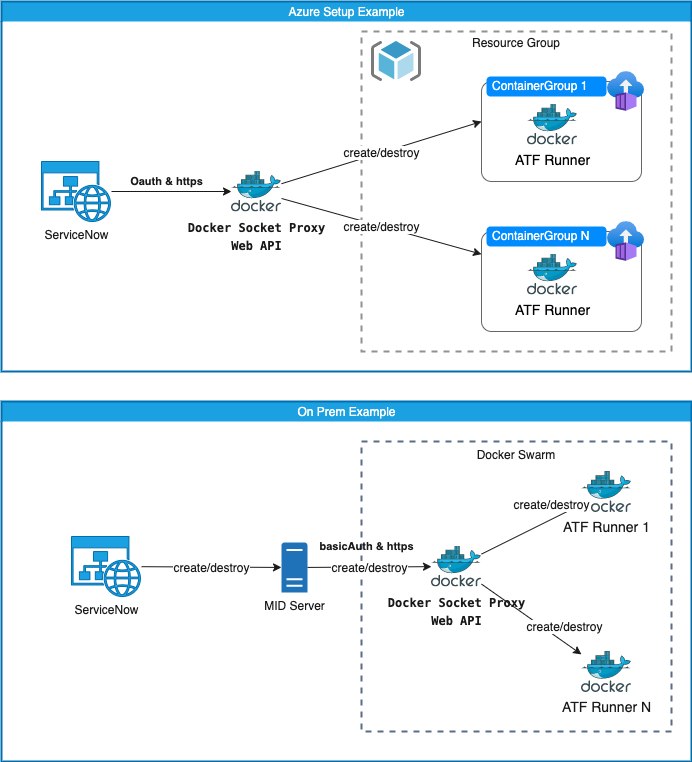 Azure Setup Example
Resource Group
ContainerGroup 1
docker
ATF Runner
create/destroy
Oauth & https
ServiceNow
docker
Docker Socket Proxy
Web API
create/destroy
ContainerGroup N
docker
ATF Runner
On Prem Example
Docker Swarm
create/destroy
ocker
ATF Runner 1
basicAuth & https
create/destroy
create/destroy
ServiceNow
MID Server
docker
Docker Socket Proxy
Web API
create/destroy
docker
ATF Runner N